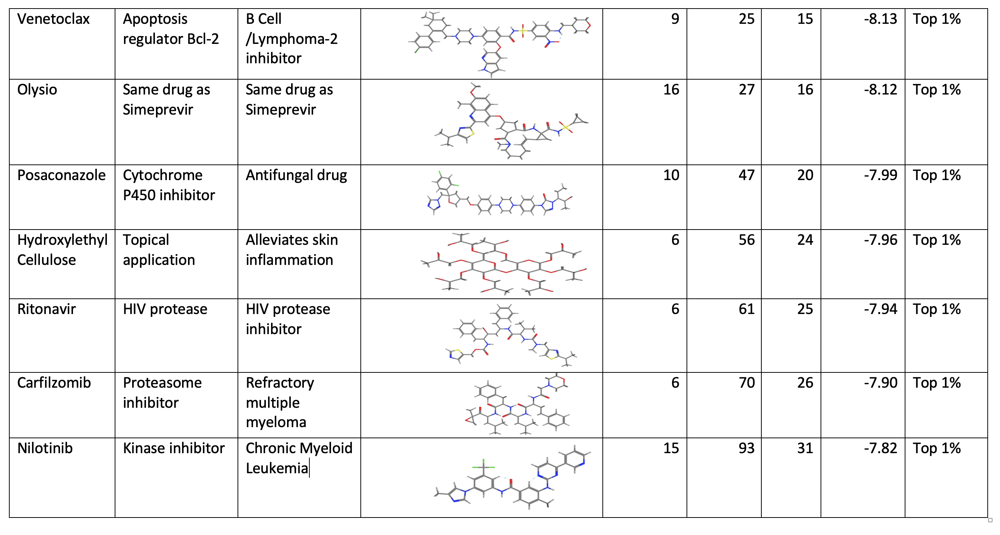 Venetoclax Apoptosis B Cell 9 25 15 -8.13 Top 1%
regulator Bcl-2 /Lymphoma-2
inhibitor
Olysio Same drug as Same drug as 16 27 16 -8.12 Top 1%
Simeprevir Simeprevir
Posaconazole Cytochrome Antifungal drug 10 47 20 -7.99 Top 1%
P450 inhibitor
Hydroxylethyl Topical Alleviates skin 6 56 24 -7.96 Top 1%
Cellulose application inflammation
Ritonavir HIV protease HIV protease 6 61 25 -7.94 Top 1%
inhibitor
Carfilzomib Proteasome Refractory 6 70 26 -7.90 Top 1%
inhibitor multiple
myeloma
Nilotinib Kinase inhibitor Chronic Myeloid 15 93 31 -7.82 Top 1%
Leukemia